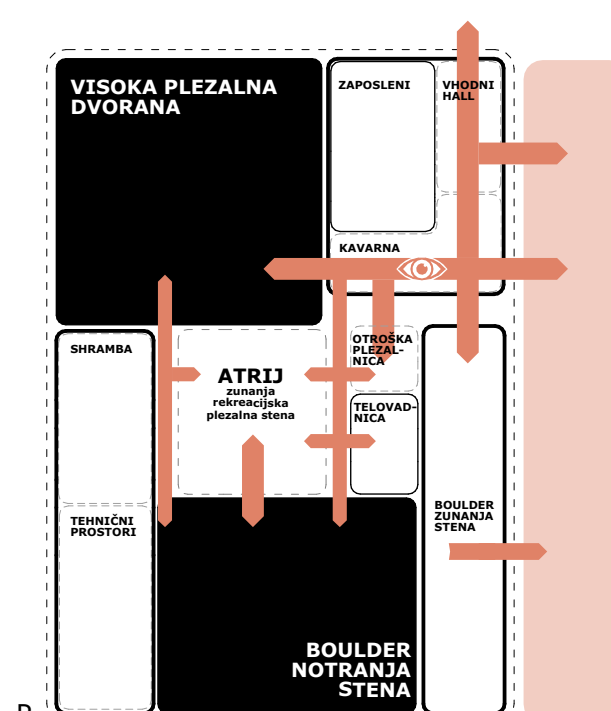 VISOKA PLEZALNA
DVORANA
ZAPOSLENI
VHODNI
HALL
KAVARNA
SHRAMBA
ATRIJ
zunanja
rekreacijska
plezalna stena
OTROŠKA
PLEZAL-
NICA
TELOVAD-
NICA
TEHNIČNI
PROSTORI
BOULDER
ZUNANJA
STENA
BOULDER
NOTRANJA
STENA